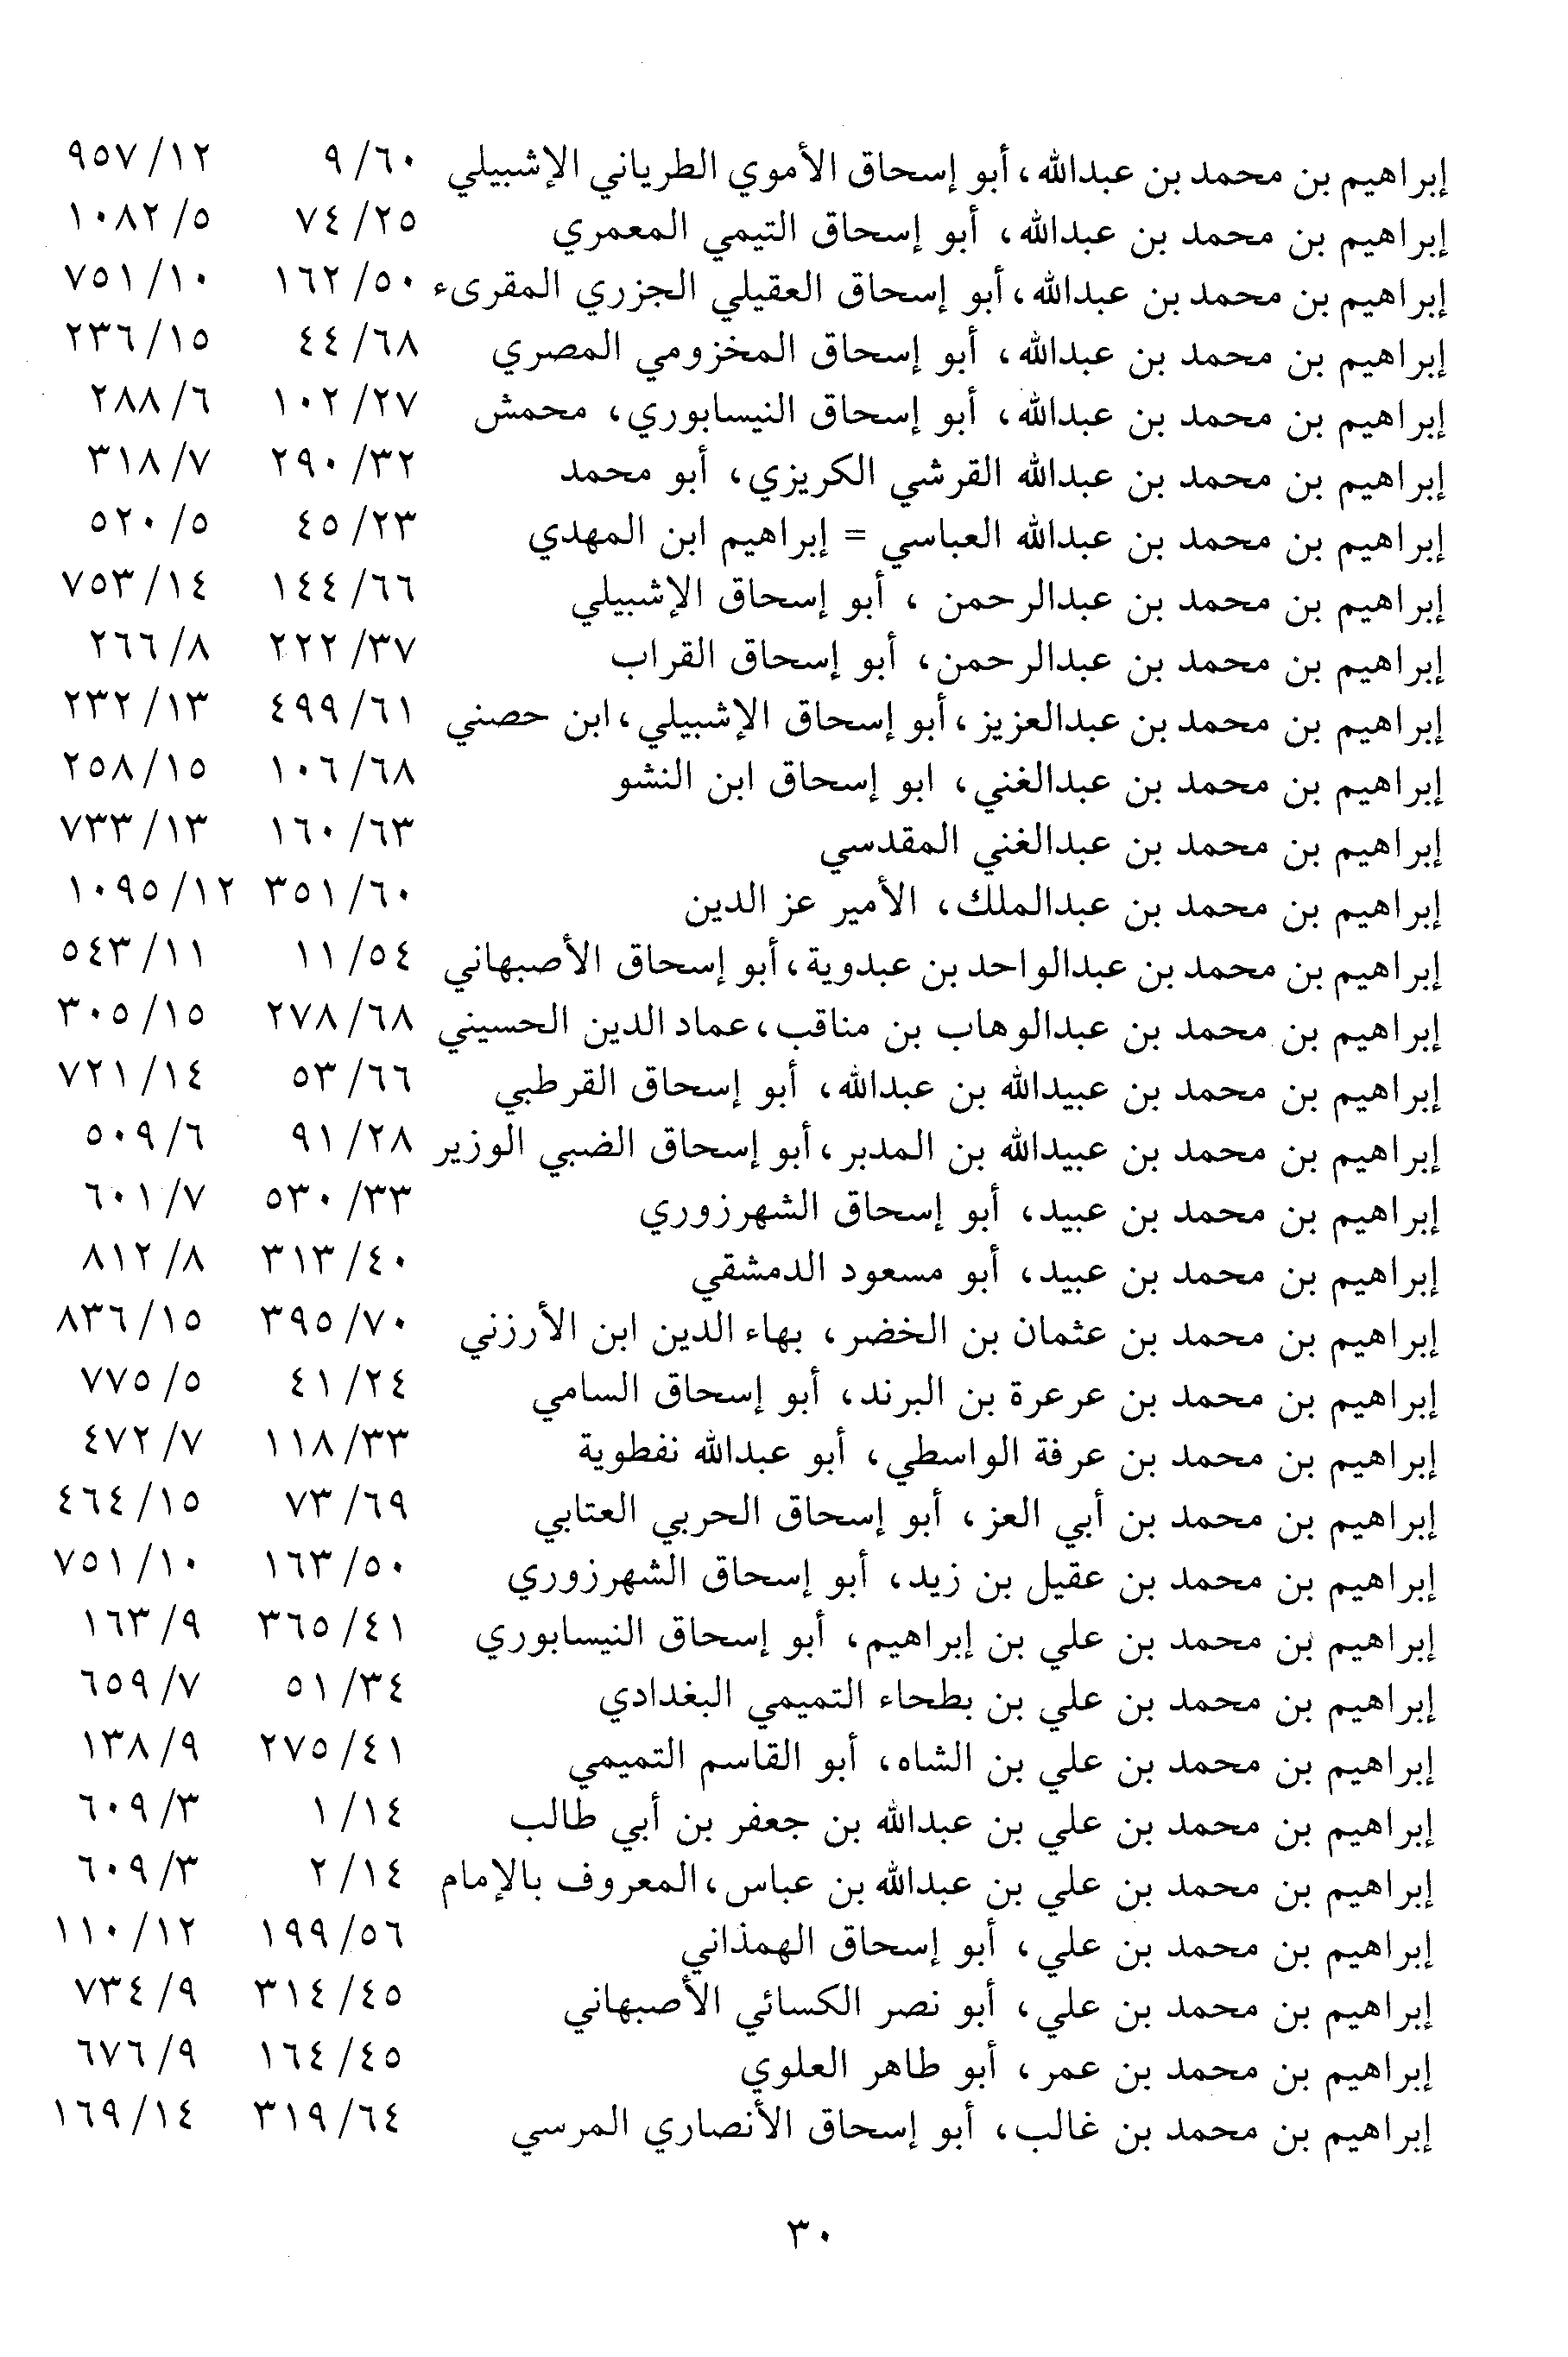 إبراهيم بن محمد بن عبدالله، أبو إسحاق الأموي الطرياني الإشبيلي ٩/٦٠ ٩٥٧/١٢
إبراهيم بن محمد بن عبدالله، أبو إسحاق التيمي المعمري ٧٤/٢٥ ١٠٨٢/٥
إبراهيم بن محمد بن عبدالله، أبو إسحاق العقيلي الجزري المقرىء ١٦٢/٥٠ ٧٥١/١٠
إبراهيم بن محمد بن عبدالله، أبو إسحاق المخزومي المصري ٤٤/٦٨ ٢٣٦/١٥
إبراهيم بن محمد بن عبدالله، أبو إسحاق النيسابوري، محمش ١٠٢/٢٧ ٢٨٨/٦
إبراهيم بن محمد بن عبدالله القرشي الكريزي، أبو محمد ٢٩٠/٣٢ ٣١٨/٧
إبراهيم بن محمد بن عبدالله العباسي = إبراهيم ابن المهدي ٤٥/٢٣ ٥٢٠/٥
إبراهيم بن محمد بن عبدالرحمن ، أبو إسحاق الإشبيلي ١٤٤/٦٦ ٧٥٣/١٤
إبراهيم بن محمد بن عبدالرحمن، أبو إسحاق القراب ٢٢٢/٣٧ ٢٦٦/٨
إبراهيم بن محمد بن عبدالعزيز، أبو إسحاق الإشبيلي، ابن حصني ٤٩٩/٦١ ٢٣٢/١٣
إبراهيم بن محمد بن عبدالغني، ابو إسحاق ابن النشو ١٠٦/٦٨ ٢٥٨/١٥
إبراهيم بن محمد بن عبدالغني المقدسي ١٦٠/٦٣ ٧٣٣/١٣
إبراهيم بن محمد بن عبدالملك، الأمير عز الدين ٣٥١/٦٠ ١٠٩٥/١٢
إبراهيم بن محمد بن عبدالواحد بن عبدوية، أبو إسحاق الأصبهاني ١١/٥٤ ٥٤٣/١١
إبراهيم بن محمد بن عبدالوهاب بن مناقب، عماد الدين الحسيني ٢٧٨/٦٨ ٣٠٥/١٥
إبراهيم بن محمد بن عبيدالله بن عبدالله، أبو إسحاق القرطبي ٥٣/٦٦ ٧٢١/١٤
إبراهيم بن محمد بن عبيدالله بن المدبر، أبو إسحاق الضبي الوزير ٩١/٢٨ ٥٠٩/٦
إبراهيم بن محمد بن عبيد، أبو إسحاق الشهرزوري ٥٣٠/٣٣ ٦٠١/٧
إبراهيم بن محمد بن عبيد، أبو مسعود الدمشقي ٣١٣/٤٠ ٨١٢/٨
إبراهيم بن محمد بن عثمان بن الخضر، بهاء الدين ابن الأرزني ٣٩٥/٧٠ ٨٣٦/١٥
إبراهيم بن محمد بن عرعرة بن البرند، أبو إسحاق السامي ٤١/٢٤ ٧٧٥/٥
إبراهيم بن محمد بن عرفة الواسطي، أبو عبدالله نفطوية ١١٨/٣٣ ٤٧٢/٧
إبراهيم بن محمد بن أبي العز، أبو إسحاق الحربي العتابي ٧٣/٦٩ ٤٦٤/١٥
إبراهيم بن محمد بن عقيل بن زيد، أبو إسحاق الشهرزوري ١٦٣/٥٠ ٧٥١/١٠
إبراهيم بن محمد بن علي بن إبراهيم، أبو إسحاق النيسابوري ٣٦٥/٤١ ١٦٣/٩
إبراهيم بن محمد بن علي بن بطحاء التميمي البغدادي ٥١/٣٤ ٦٥٩/٧
إبراهيم بن محمد بن علي بن الشاه، أبو القاسم التميمي ٢٧٥/٤١ ١٣٨/٩
إبراهيم بن محمد بن علي بن عبدالله بن جعفر بن أبي طالب ١/١٤ ٦٠٩/٣
إبراهيم بن محمد بن علي بن عبدالله بن عباس، المعروف بالإمام ٢/١٤ ٦٠٩/٣
إبراهيم بن محمد بن علي، أبو إسحاق الهمذاني ١٩٩/٥٦ ١١٠/١٢
إبراهيم بن محمد بن علي، أبو نصر الكسائي الأصبهاني ٣١٤/٤٥ ٧٣٤/٩
إبراهيم بن محمد بن عمر، أبو طاهر العلوي ١٦٤/٤٥ ٦٧٦/٩
إبراهيم بن محمد بن غالب، أبو إسحاق الأنصاري المرسي ٣١٩/٦٤ ١٦٩/١٤
٣٠